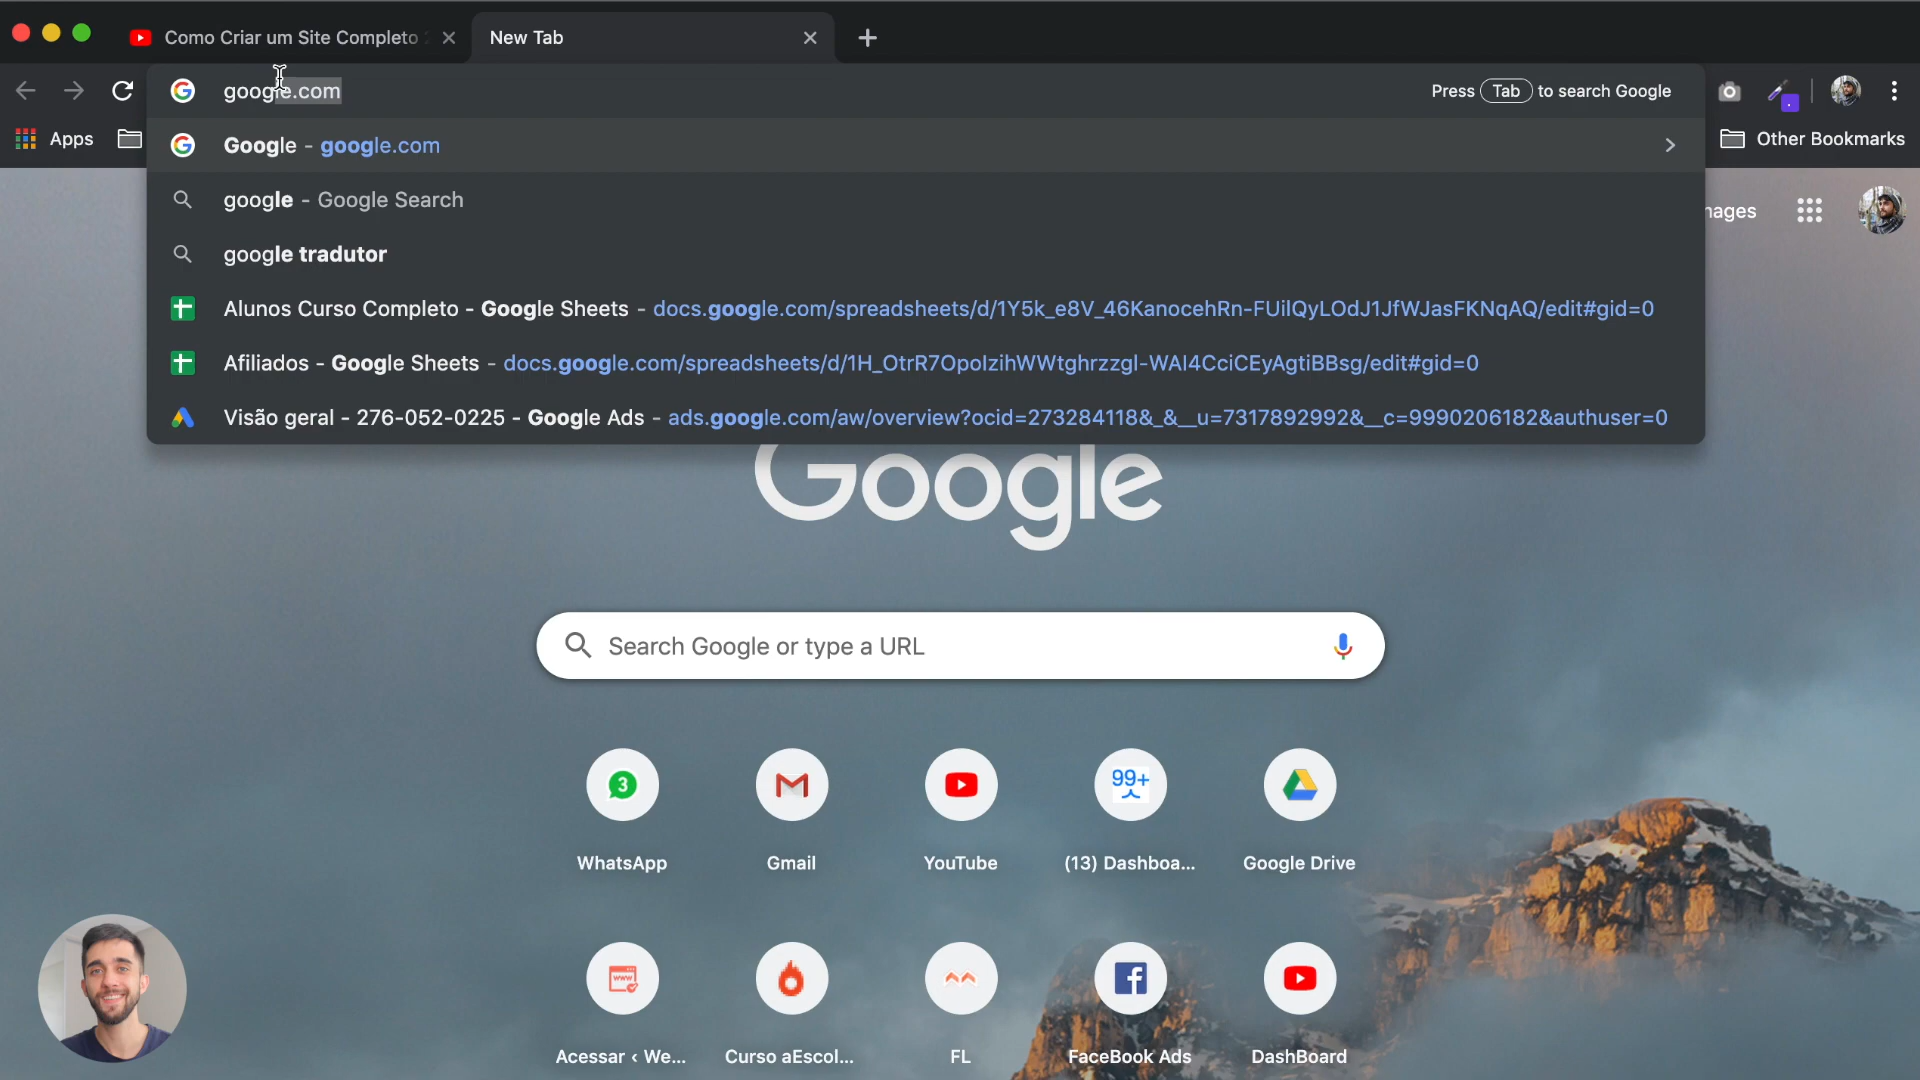 Como Criar um Site Completo
New Tab
google.com
Press Tab to search Google
Apps
Google - google.com
Other Bookmarks
google - Google Search
google tradutor
Alunos Curso Completo - Google Sheets - docs.google.com/spreadsheets/d/1Y5k_e8V_46KanocehRn-FUilQyLOdJ1JfWJasFKNqAQ/edit#gid=0
Afiliados - Google Sheets - docs.google.com/spreadsheets/d/1H_OtrR7OpolzihWWtghrzzgl-WAI4CciCEyAgtiBBsg/edit#gid=0
Visão geral - 276-052-0225 - Google Ads - ads.google.com/aw/overview?ocid=273284118&_&__u=7317892992&__c=9990206182&authuser=0
Google
Search Google or type a URL
3
99+
WhatsApp
Gmail
YouTube
(13) Dashboa...
Google Drive
www
Acessar ‹ We...
Curso aEscol...
FL
FaceBook Ads
DashBoard